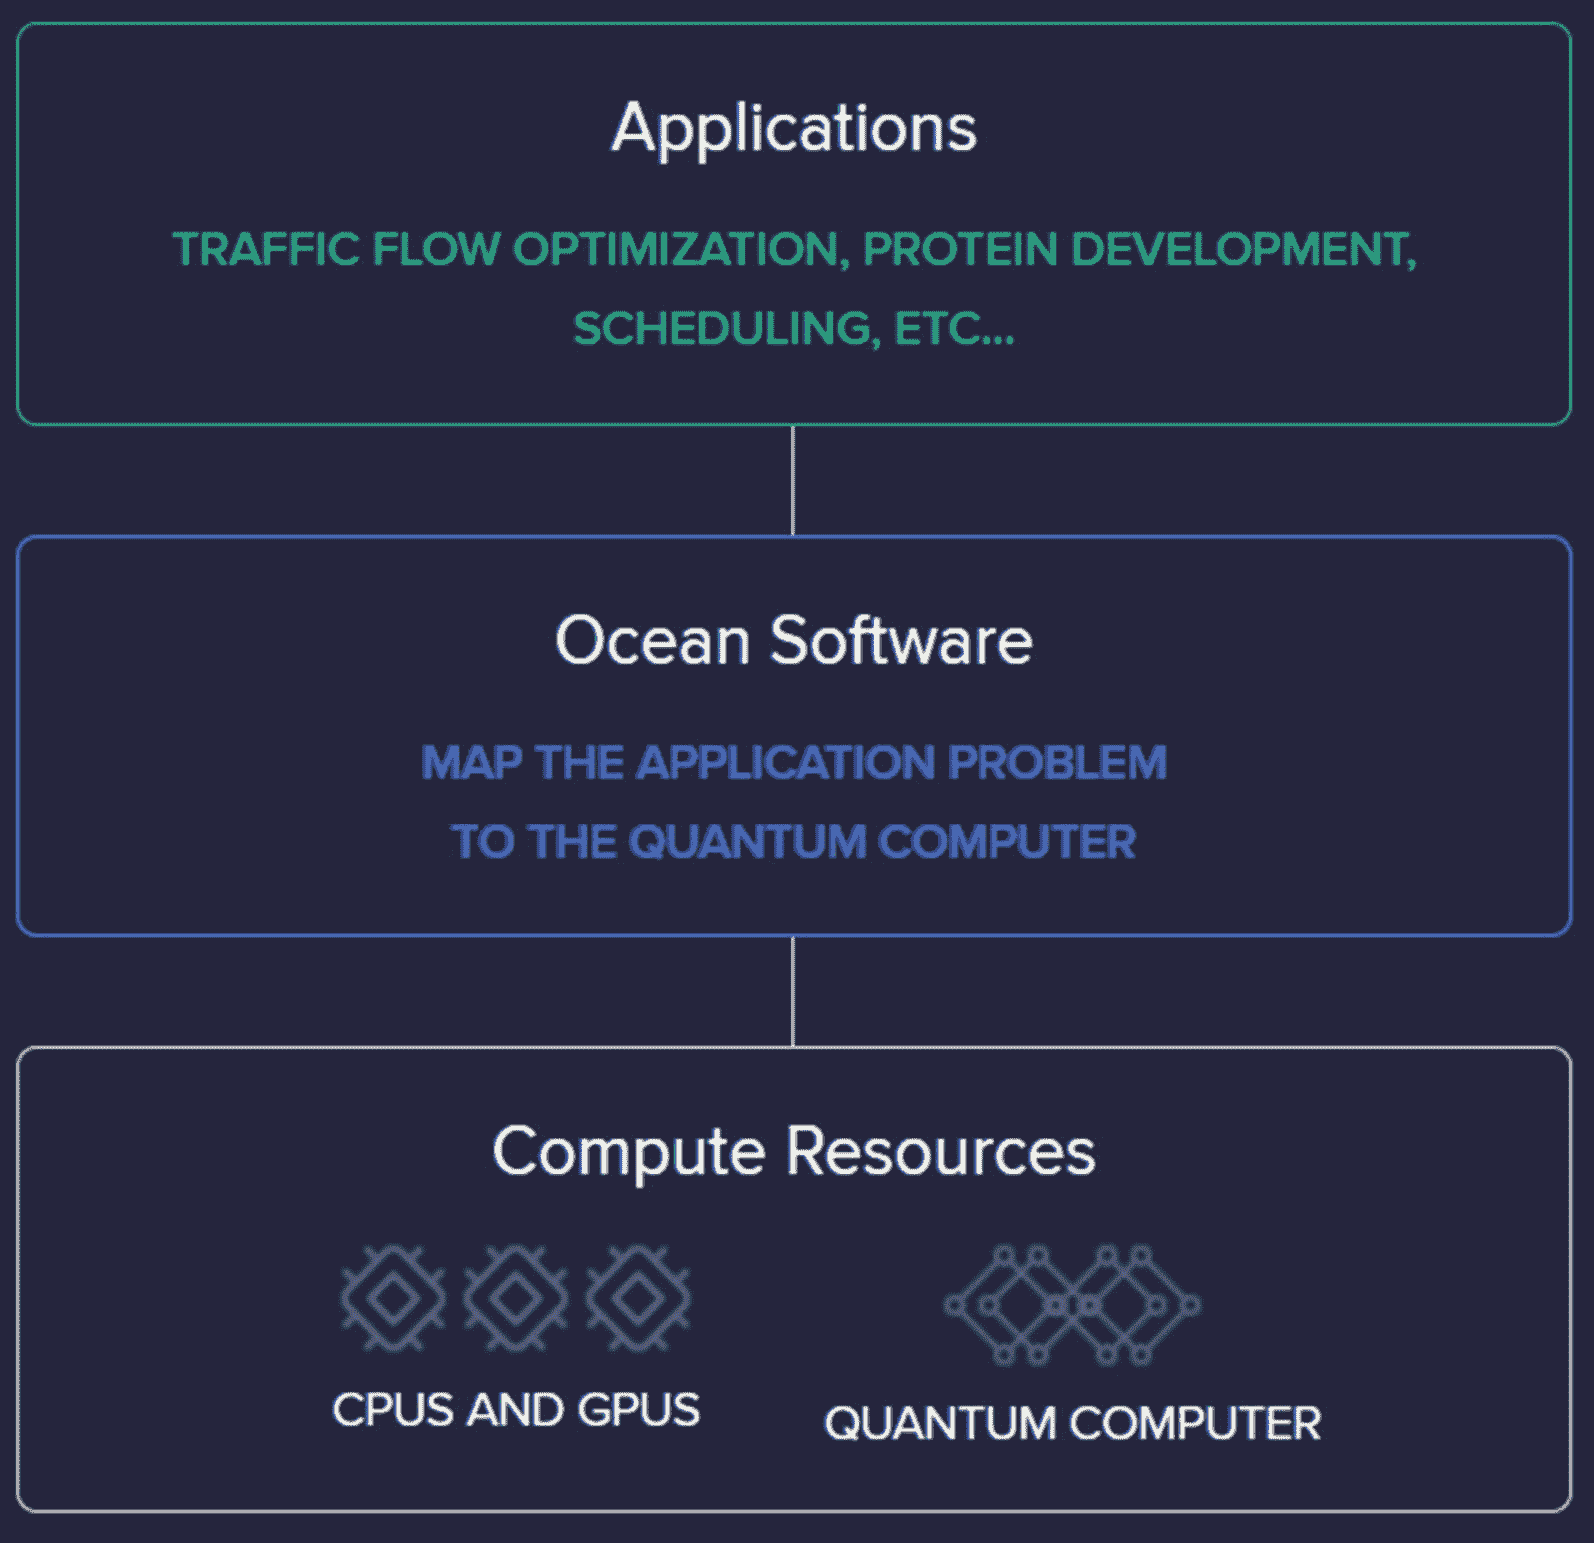 Applications
TRAFFIC FLOW OPTIMIZATION, PROTEIN DEVELOPMENT,
SCHEDULING, ETC...
Ocean Software
MAP THE APPLICATION PROBLEM
TO THE QUANTUM COMPUTER
Compute Resources
CPUS AND GPUS
QUANTUM COMPUTER